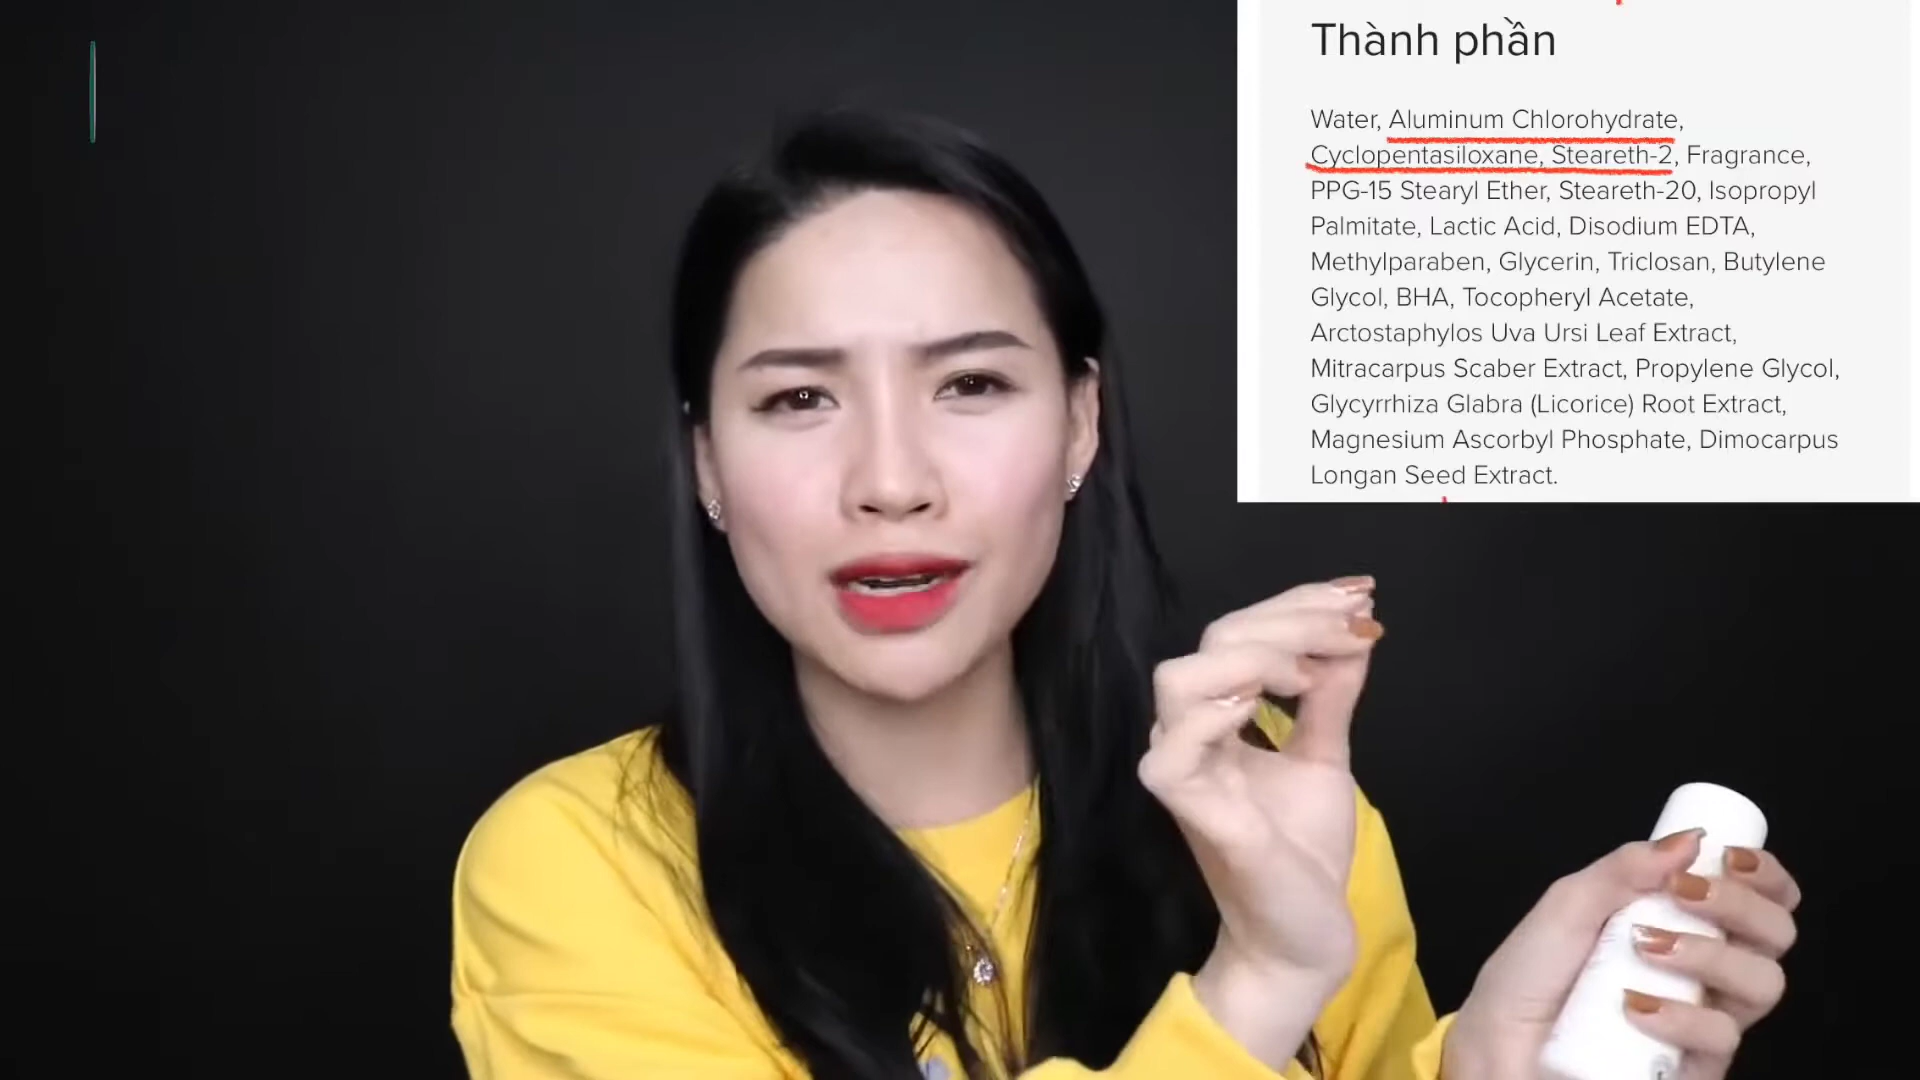 Thành phần
Water, Aluminum Chlorohydrate,
Cyclopentasiloxane, Steareth-2, Fragrance,
PPG-15 Stearyl Ether, Steareth-20, Isopropyl
Palmitate, Lactic Acid, Disodium EDTA,
Methylparaben, Glycerin, Triclosan, Butylene
Glycol, BHA, Tocopheryl Acetate,
Arctostaphylos Uva Ursi Leaf Extract,
Mitracarpus Scaber Extract, Propylene Glycol,
Glycyrrhiza Glabra (Licorice) Root Extract,
Magnesium Ascorbyl Phosphate, Dimocarpus
Longan Seed Extract.